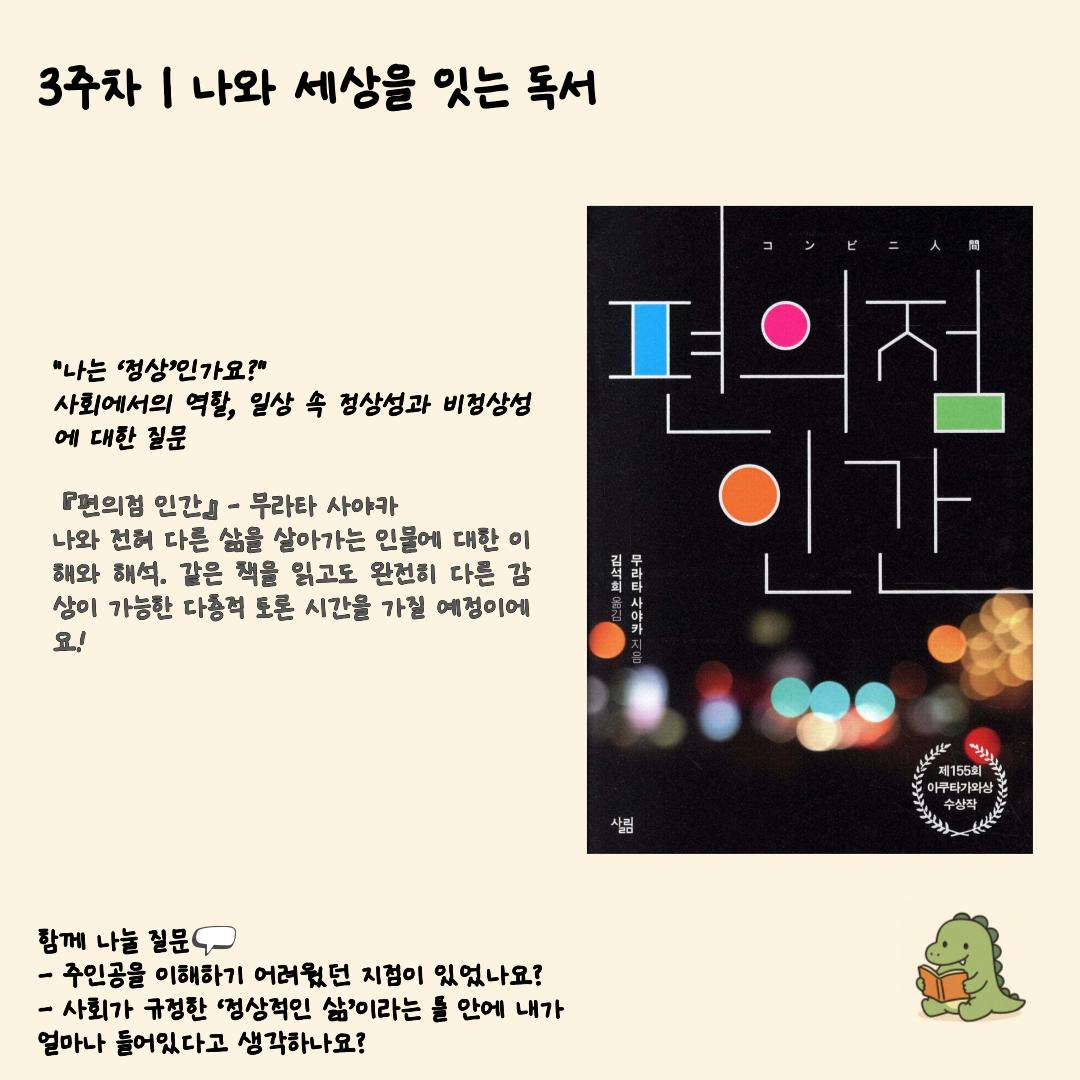 3주차 | 나와 세상을 잇는 독서
"나는 ‘정상’인가요?"
사회에서의 역할, 일상 속 정상성과 비정상성
에 대한 질문
『편의점 인간』 - 무라타 사야카
나와 전혀 다른 삶을 살아가는 인물에 대한 이
해와 해석. 같은 책을 읽고도 완전히 다른 감
상이 가능한 다층적 토론 시간을 가질 예정이에
요!
コンビニ人間
편의점
인간
무라타 사야카 지음
김석희 옮김
제155회
아쿠타가와상
수상작
사림
함께 나눌 질문
- 주인공을 이해하기 어려웠던 지점이 있었나요?
- 사회가 규정한 ‘정상적인 삶’이라는 틀 안에 내가
얼마나 들어있다고 생각하나요?